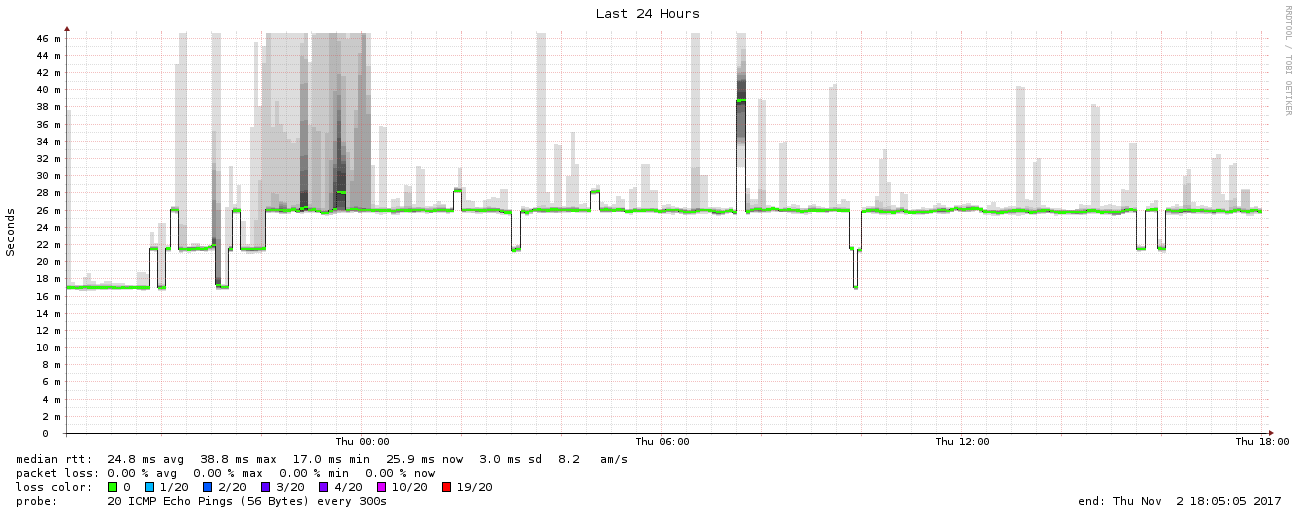 Last 24 Hours
RRDTOOL / TOBI OETIKER
Seconds
46 m
44 m
42 m
40 m
38 m
36 m
34 m
32 m
30 m
28 m
26 m
24 m
22 m
20 m
18 m
16 m
14 m
12 m
10 m
8 m
6 m
4 m
2 m
0
Thu 00:00 Thu 06:00 Thu 12:00 Thu 18:00
median rtt: 24.8 ms avg 38.8 ms max 17.0 ms min 25.9 ms now 3.0 ms sd 8.2 am/s
packet loss: 0.00 % avg 0.00 % max 0.00 % min 0.00 % now
loss color: 0 1/20 2/20 3/20 4/20 10/20 19/20
probe: 20 ICMP Echo Pings (56 Bytes) every 300s end: Thu Nov 2 18:05:05 2017